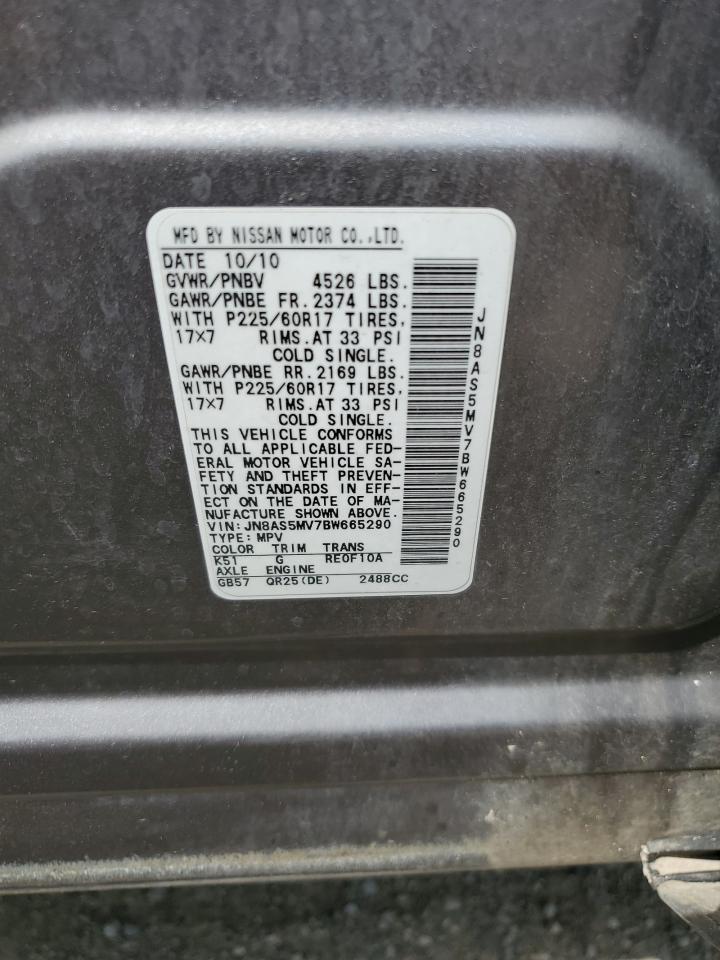 MFD BY NISSAN MOTOR CO.,LTD.
DATE 10/10
GVWR/PNBV 4526 LBS.
GAWR/PNBE FR. 2374 LBS.
WITH P225/60R17 TIRES,
17×7 RIMS. AT 33 PSI
COLD SINGLE.
GAWR/PNBE RR. 2169 LBS.
WITH P225/60R17 TIRES,
17×7 RIMS. AT 33 PSI
COLD SINGLE.
THIS VEHICLE CONFORMS
TO ALL APPLICABLE FED-
ERAL MOTOR VEHICLE SA-
FETY AND THEFT PREVEN-
TION STANDARDS IN EFF-
ECT ON THE DATE OF MA-
NUFACTURE SHOWN ABOVE.
VIN: JN8AS5MV7BW665290
TYPE: MPV
COLOR TRIM TRANS
K51 G RE0F10A
AXLE ENGINE
GB57 QR25(DE) 2488CC
JN8AS5MV7BW665290